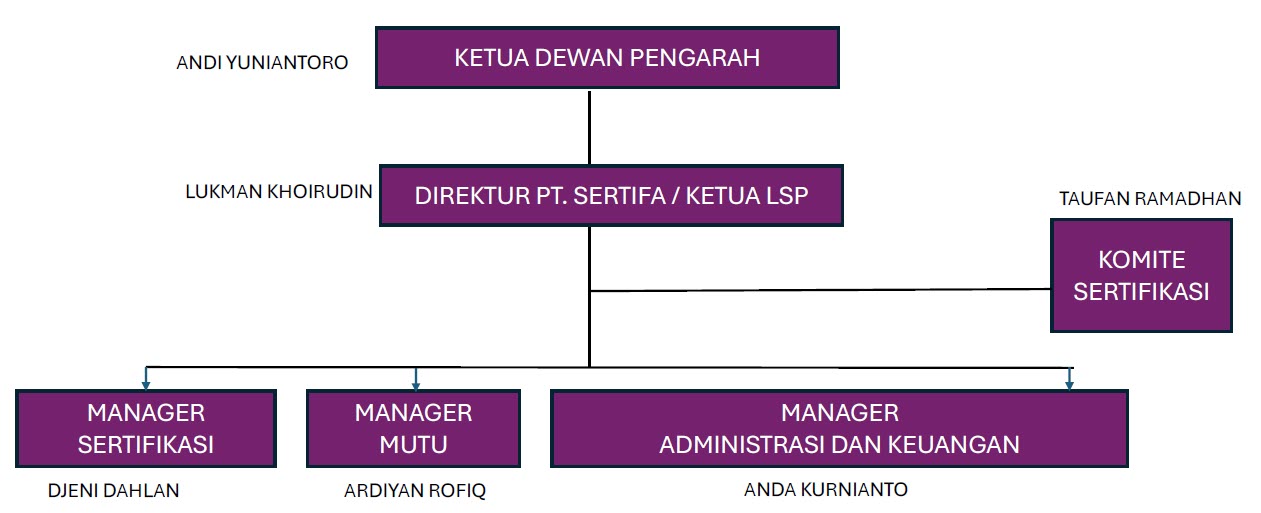 ANDI YUNIANTORO
KETUA DEWAN PENGARAH
LUKMAN KHOIRUDIN
DIREKTUR PT. SERTIFA / KETUA LSP
TAUFAN RAMADHAN
KOMITE
SERTIFIKASI
MANAGER
SERTIFIKASI
MANAGER
MUTU
MANAGER
ADMINISTRASI DAN KEUANGAN
DJENI DAHLAN
ARDIYAN ROFIQ
ANDA KURNIANTO